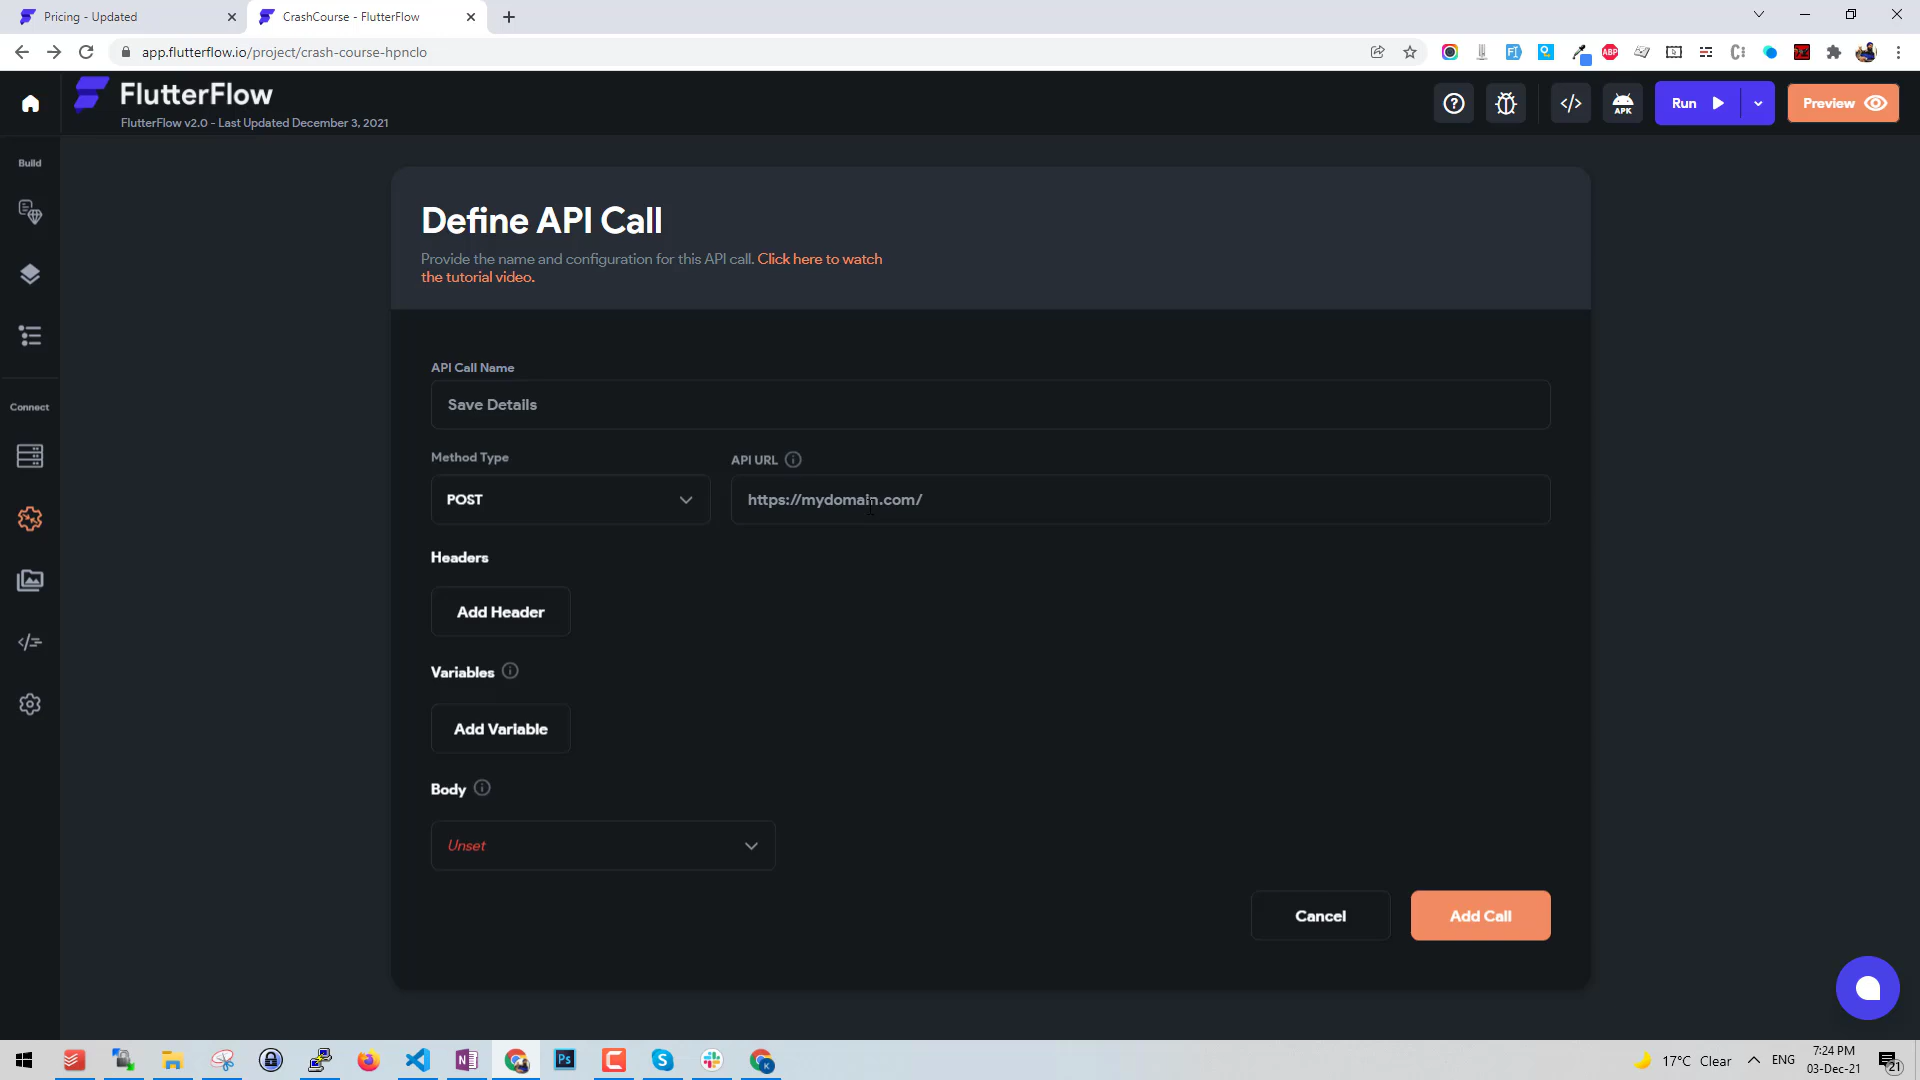 Pricing - Updated
CrashCourse - FlutterFlow
app.flutterflow.io/project/crash-course-hpnclo
FlutterFlow
FlutterFlow v2.0 - Last Updated December 3, 2021
APK
Run
Preview
Build
Connect
Define API Call
Provide the name and configuration for this API call. Click here to watch
the tutorial video.
API Call Name
Save Details
Method Type
API URL
POST
https://mydomain.com/
Headers
Add Header
Variables
Add Variable
Body
Unset
Cancel
Add Call
17°C Clear
ENG
7:24 PM
03-Dec-21
21